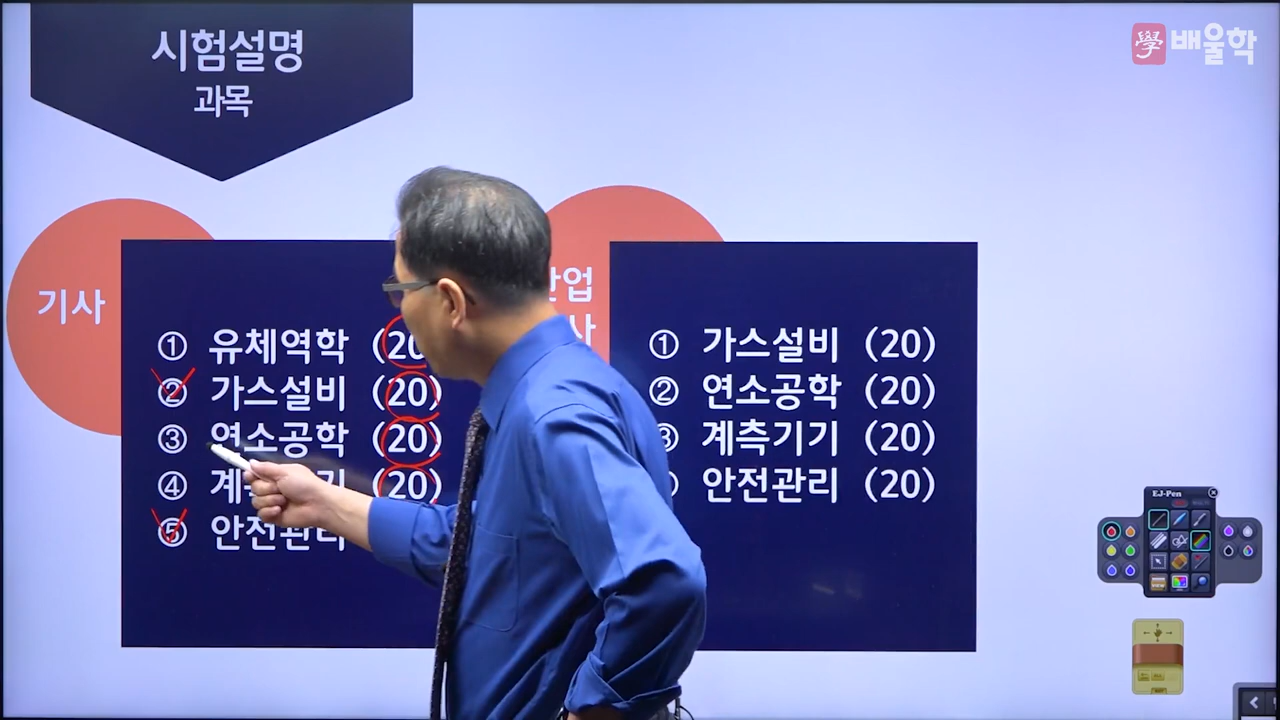 시험설명
과목
學 배울학
기사
① 유체역학 (20
② 가스설비 (20)
③ 연소공학 (20)
④ (20)
⑤ 안전관리
① 가스설비 (20)
② 연소공학 (20)
③ 계측기기 (20)
안전관리 (20)
EJ-Pen